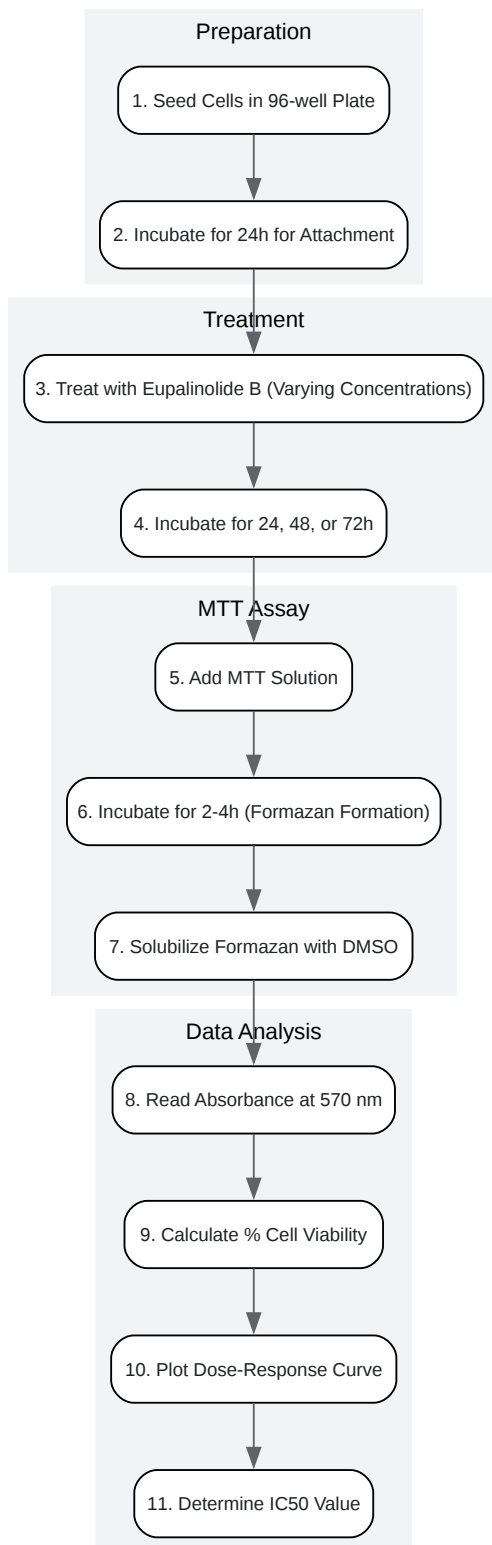 Preparation
1. Seed Cells in 96-well Plate
2. Incubate for 24h for Attachment
Treatment
3. Treat with Eupalinolide B (Varying Concentrations)
4. Incubate for 24, 48, or 72h
MTT Assay
5. Add MTT Solution
6. Incubate for 2-4h (Formazan Formation)
7. Solubilize Formazan with DMSO
Data Analysis
8. Read Absorbance at 570 nm
9. Calculate % Cell Viability
10. Plot Dose-Response Curve
11. Determine IC50 Value